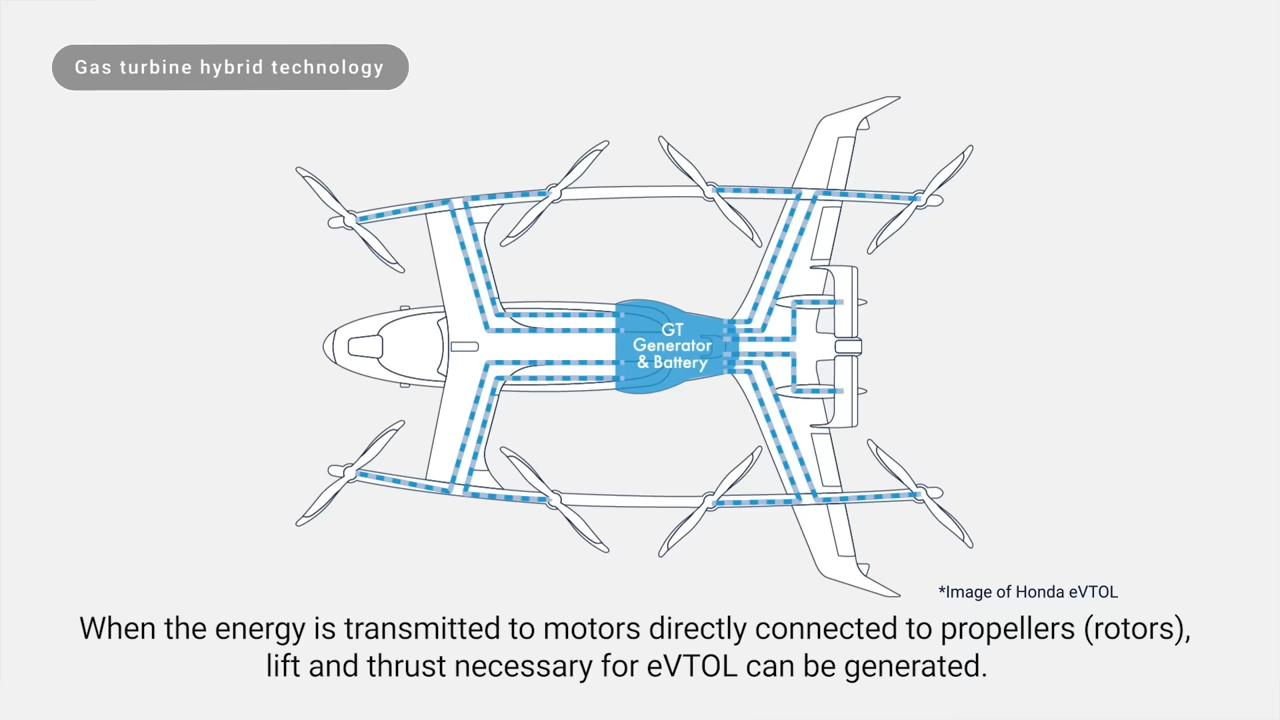 Gas turbine hybrid technology
GT
Generator
& Battery
*Image of Honda eVTOL
When the energy is transmitted to motors directly connected to propellers (rotors),
lift and thrust necessary for eVTOL can be generated.